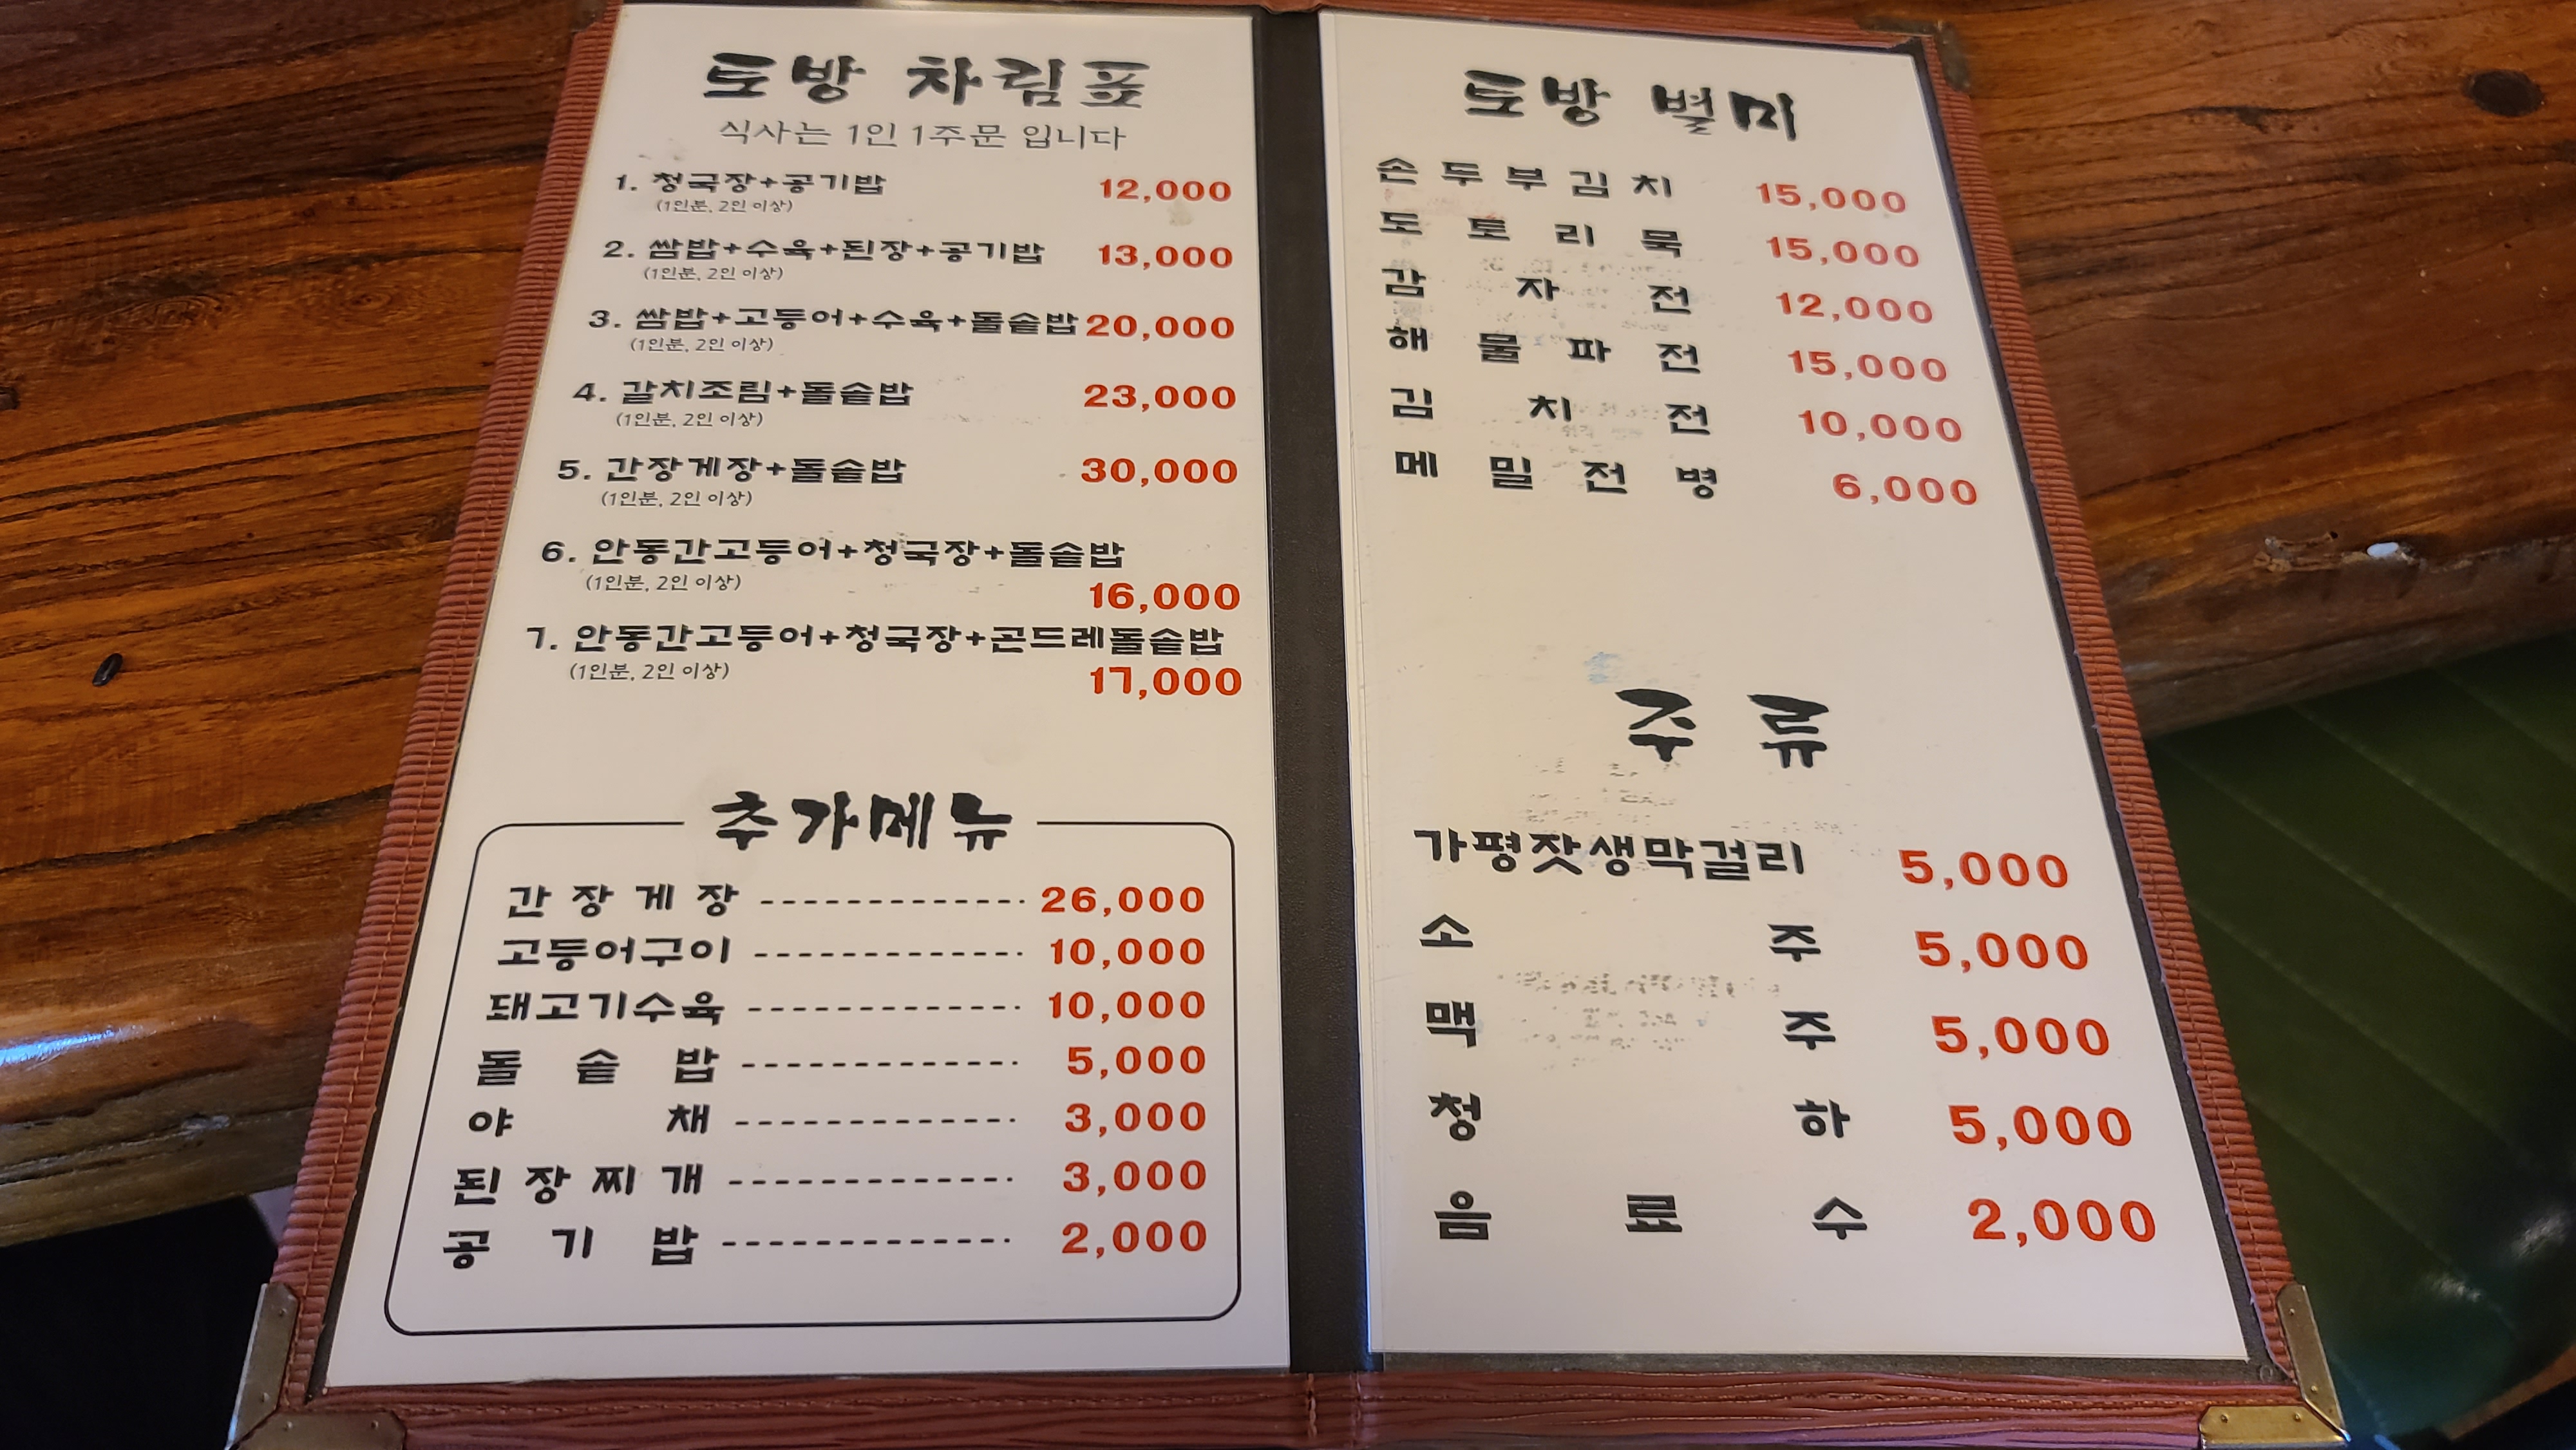 토방 차림표
식사는 1인 1주문 입니다
1. 청국장+공기밥 12,000
(1인분, 2인 이상)
2. 쌈밥+수육+된장+공기밥 13,000
(1인분, 2인 이상)
3. 쌈밥+고등어+수육+돌솥밥 20,000
(1인분, 2인 이상)
4. 갈치조림+돌솥밥 23,000
(1인분, 2인 이상)
5. 간장게장+돌솥밥 30,000
(1인분, 2인 이상)
6. 안동간고등어+청국장+돌솥밥
(1인분, 2인 이상) 16,000
7. 안동간고등어+청국장+곤드레돌솥밥
(1인분, 2인 이상) 17,000
추가메뉴
간장게장 ------------- 26,000
고등어구이 ------------- 10,000
돼고기수육 ------------- 10,000
돌솥밥 ------------- 5,000
야채 ------------- 3,000
된장찌개 ------------- 3,000
공기밥 ------------- 2,000
토방 별미
손두부김치 15,000
도토리묵 15,000
감자전 12,000
해물파전 15,000
김치전 10,000
메밀전병 6,000
주류
가평잣생막걸리 5,000
소주 5,000
맥주 5,000
청하 5,000
음료수 2,000